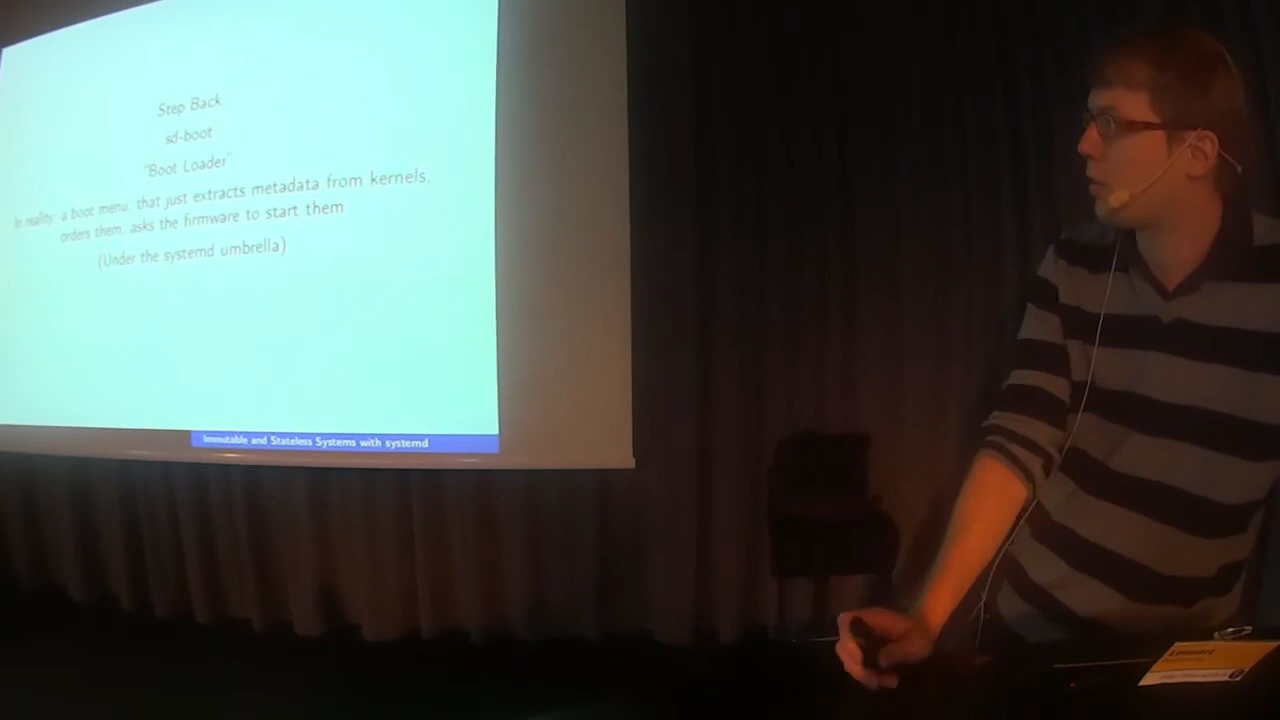 Step Back
sd-boot
"Boot Loader"
In reality: a boot menu, that just extracts metadata from kernels,
orders them, asks the firmware to start them
(Under the systemd umbrella)
Immutable and Stateless Systems with systemd
Lennart